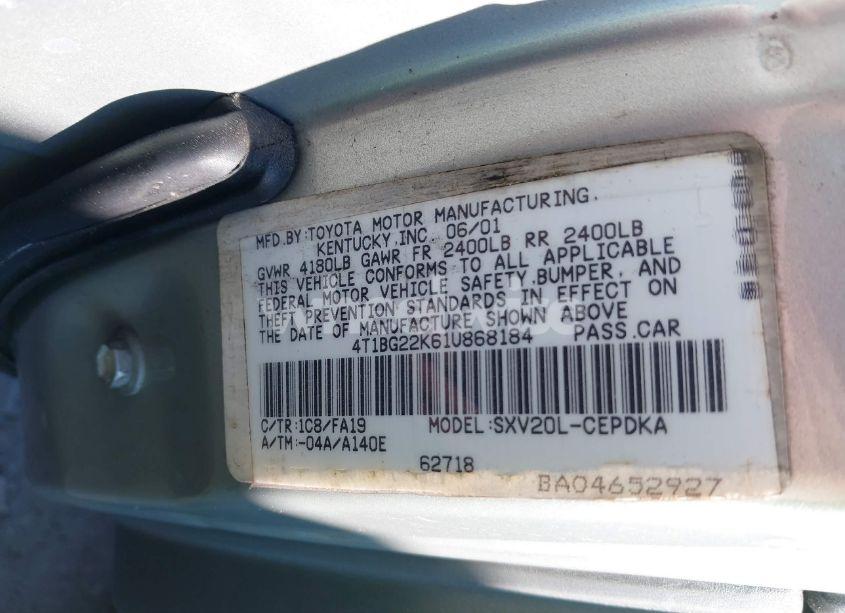 MFD.BY:TOYOTA MOTOR MANUFACTURING.
KENTUCKY,INC. 06/01
GVWR 4180LB GAWR FR 2400LB RR 2400LB
THIS VEHICLE CONFORMS TO ALL APPLICABLE
FEDERAL MOTOR VEHICLE SAFETY,BUMPER, AND
THEFT PREVENTION STANDARDS IN EFFECT ON
THE DATE OF MANUFACTURE SHOWN ABOVE
4T1BG22K61U868184 PASS.CAR
C/TR:1C8/FA19 MODEL:SXV20L-CEPDKA
A/TM:-04A/A140E
62718
BA04652927